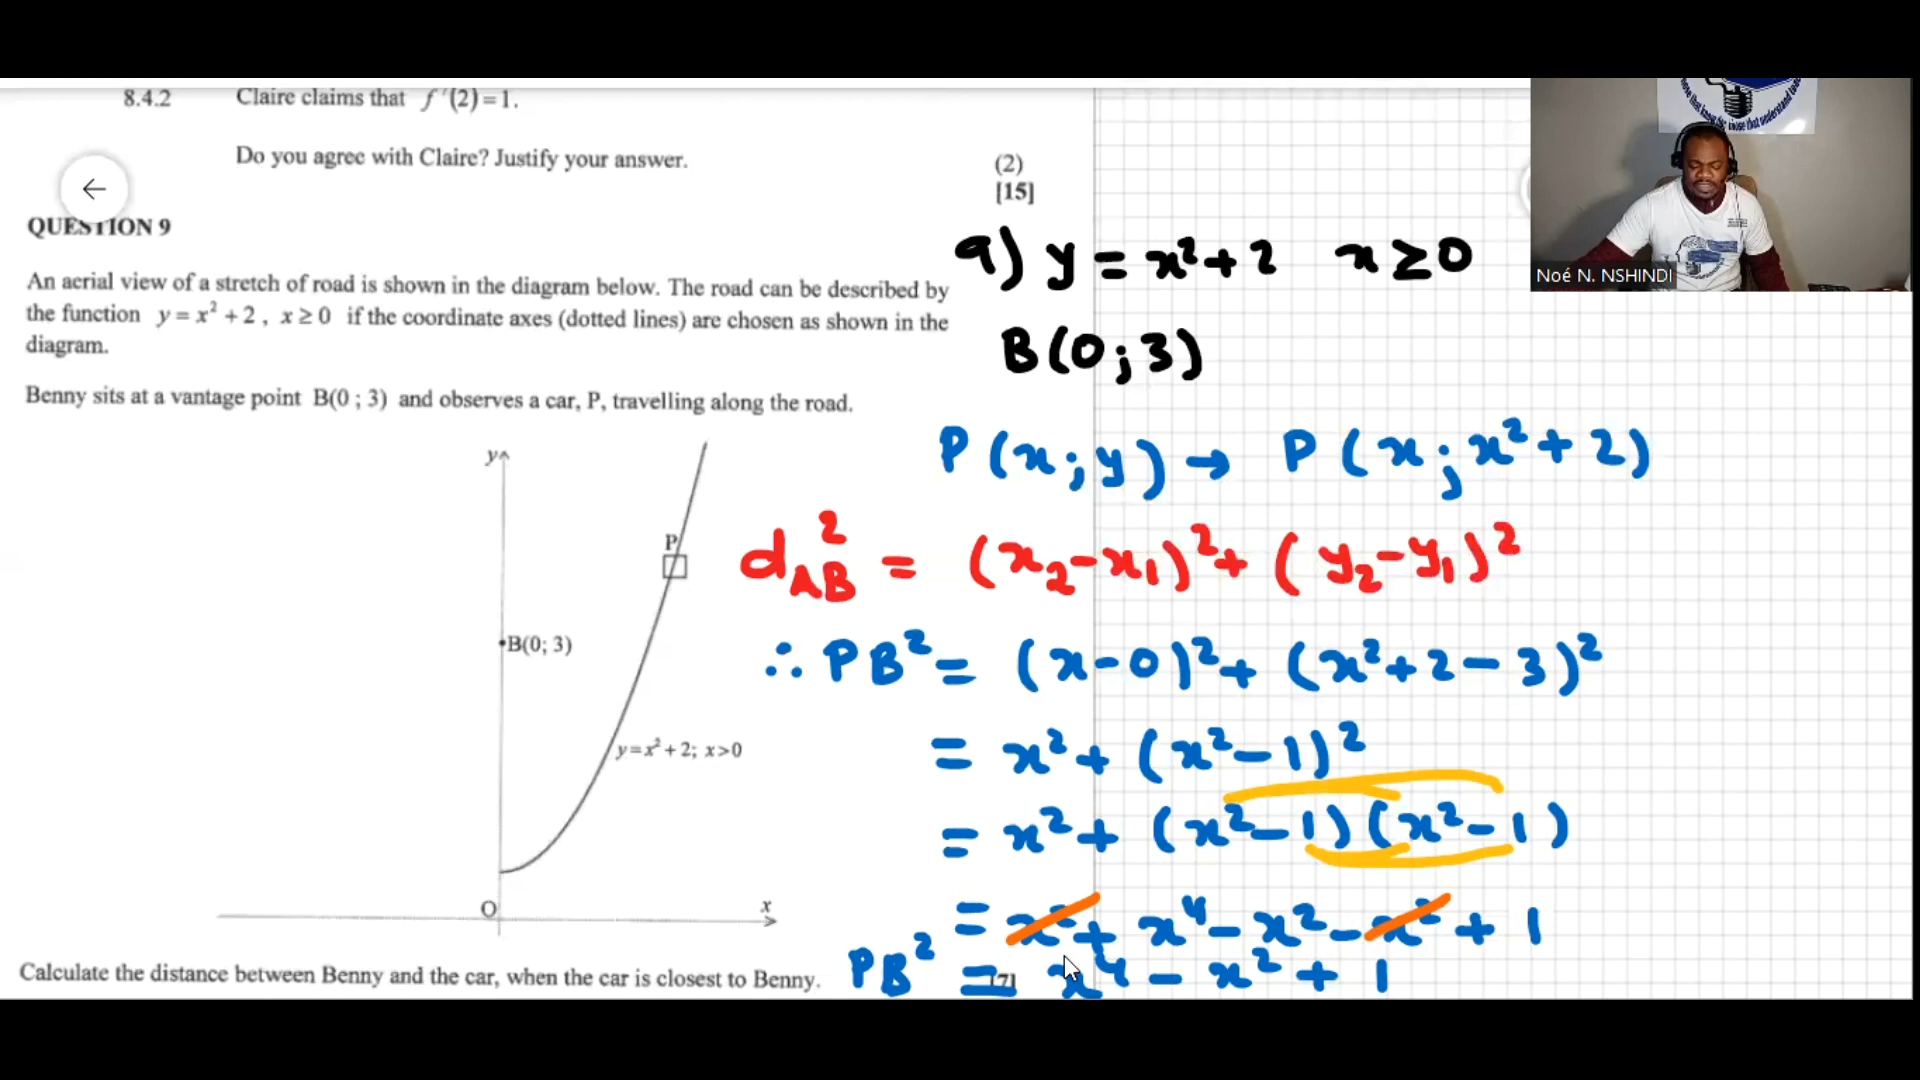 8.4.2 Claire claims that f ′(2) = 1.
Do you agree with Claire? Justify your answer. (2)
[15]
QUESTION 9
An aerial view of a stretch of road is shown in the diagram below. The road can be described by
the function y = x² + 2, x ≥ 0 if the coordinate axes (dotted lines) are chosen as shown in the
diagram.
Benny sits at a vantage point B(0 ; 3) and observes a car, P, travelling along the road.
y
P
B(0; 3)
y = x² + 2; x > 0
O
x
Calculate the distance between Benny and the car, when the car is closest to Benny.
9) y = x² + 2 x ≥ 0
B(0;3)
P(x;y) → P(x;x²+2)
d²AB = (x₂-x₁)² + (y₂-y₁)²
∴ PB² = (x-0)² + (x²+2-3)²
= x² + (x²-1)²
= x² + (x²-1)(x²-1)
= x² + x⁴ - x² - x² + 1
PB² = x⁴ - x² + 1
Noé N. NSHINDI